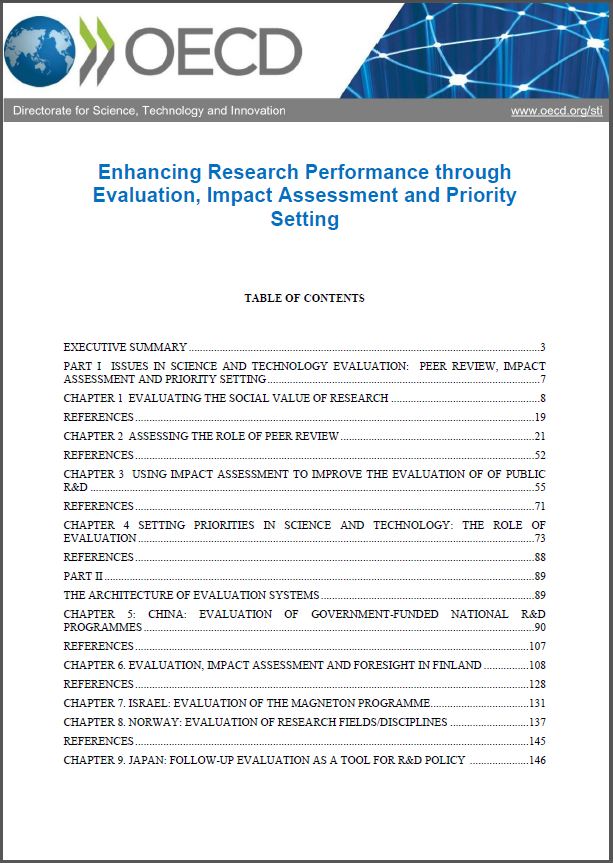 OECD
Directorate for Science, Technology and Innovation www.oecd.org/sti
Enhancing Research Performance through
Evaluation, Impact Assessment and Priority
Setting
TABLE OF CONTENTS
EXECUTIVE SUMMARY 3
PART I ISSUES IN SCIENCE AND TECHNOLOGY EVALUATION: PEER REVIEW, IMPACT
ASSESSMENT AND PRIORITY SETTING 7
CHAPTER 1 EVALUATING THE SOCIAL VALUE OF RESEARCH 8
REFERENCES 19
CHAPTER 2 ASSESSING THE ROLE OF PEER REVIEW 21
REFERENCES 52
CHAPTER 3 USING IMPACT ASSESSMENT TO IMPROVE THE EVALUATION OF OF PUBLIC
R&D 55
REFERENCES 71
CHAPTER 4 SETTING PRIORITIES IN SCIENCE AND TECHNOLOGY: THE ROLE OF
EVALUATION 73
REFERENCES 88
PART II 89
THE ARCHITECTURE OF EVALUATION SYSTEMS 89
CHAPTER 5: CHINA: EVALUATION OF GOVERNMENT-FUNDED NATIONAL R&D
PROGRAMMES 90
REFERENCES 107
CHAPTER 6. EVALUATION, IMPACT ASSESSMENT AND FORESIGHT IN FINLAND 108
REFERENCES 128
CHAPTER 7. ISRAEL: EVALUATION OF THE MAGNETON PROGRAMME 131
CHAPTER 8. NORWAY: EVALUATION OF RESEARCH FIELDS/DISCIPLINES 137
REFERENCES 145
CHAPTER 9. JAPAN: FOLLOW-UP EVALUATION AS A TOOL FOR R&D POLICY 146